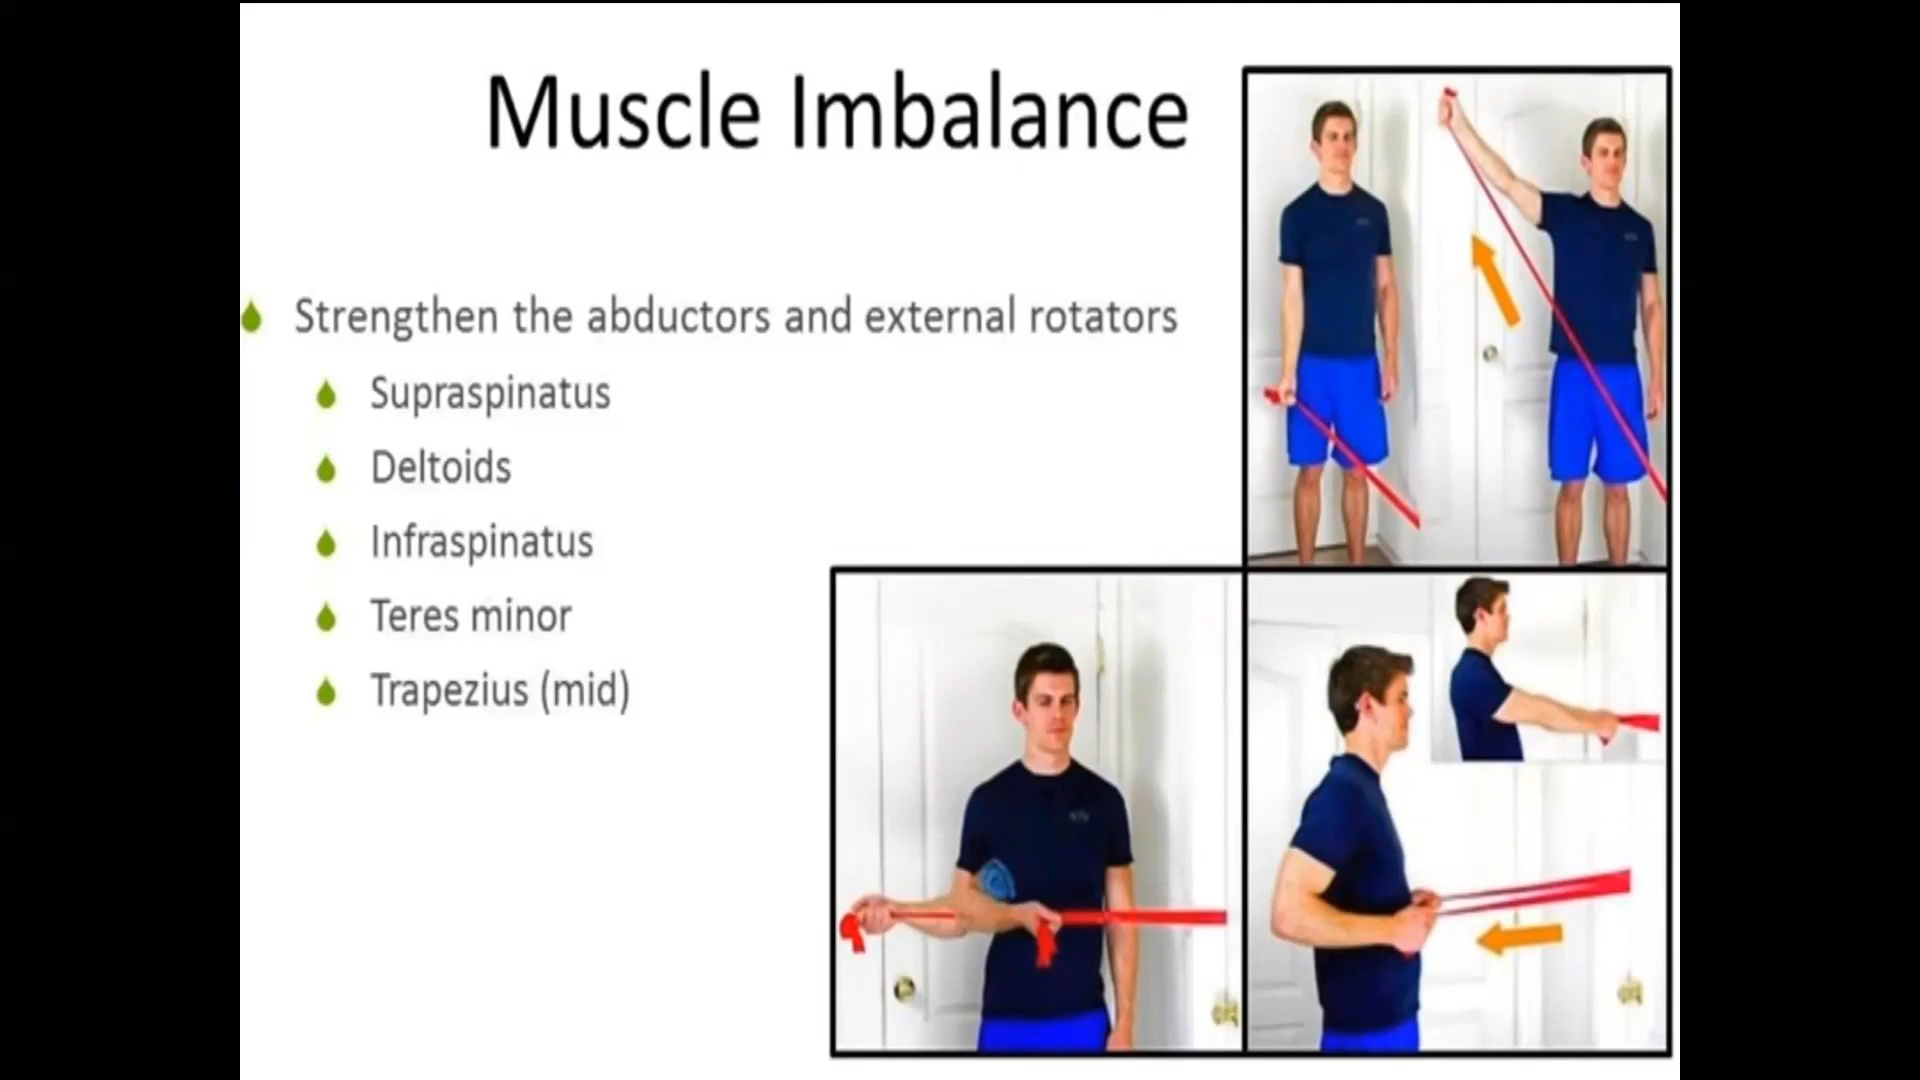 Muscle Imbalance
Strengthen the abductors and external rotators
Supraspinatus
Deltoids
Infraspinatus
Teres minor
Trapezius (mid)